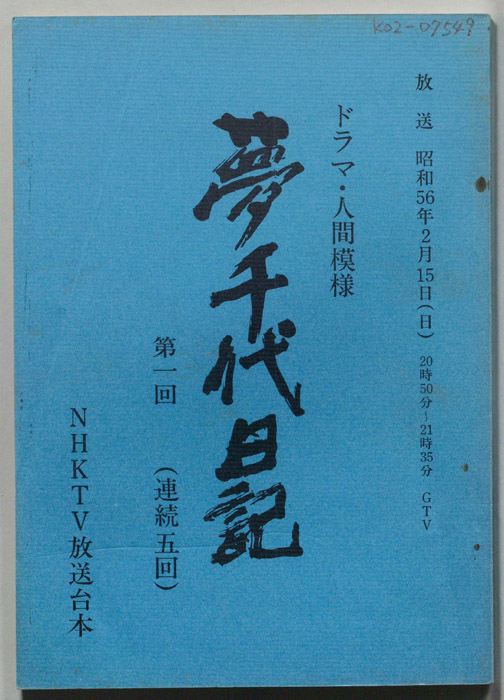 K02-07549
放送 昭和56年2月15日(日) 20時50分~21時35分 GTV
ドラマ・人間模様
夢千代日記
第一回 (連続五回)
NHKTV放送台本